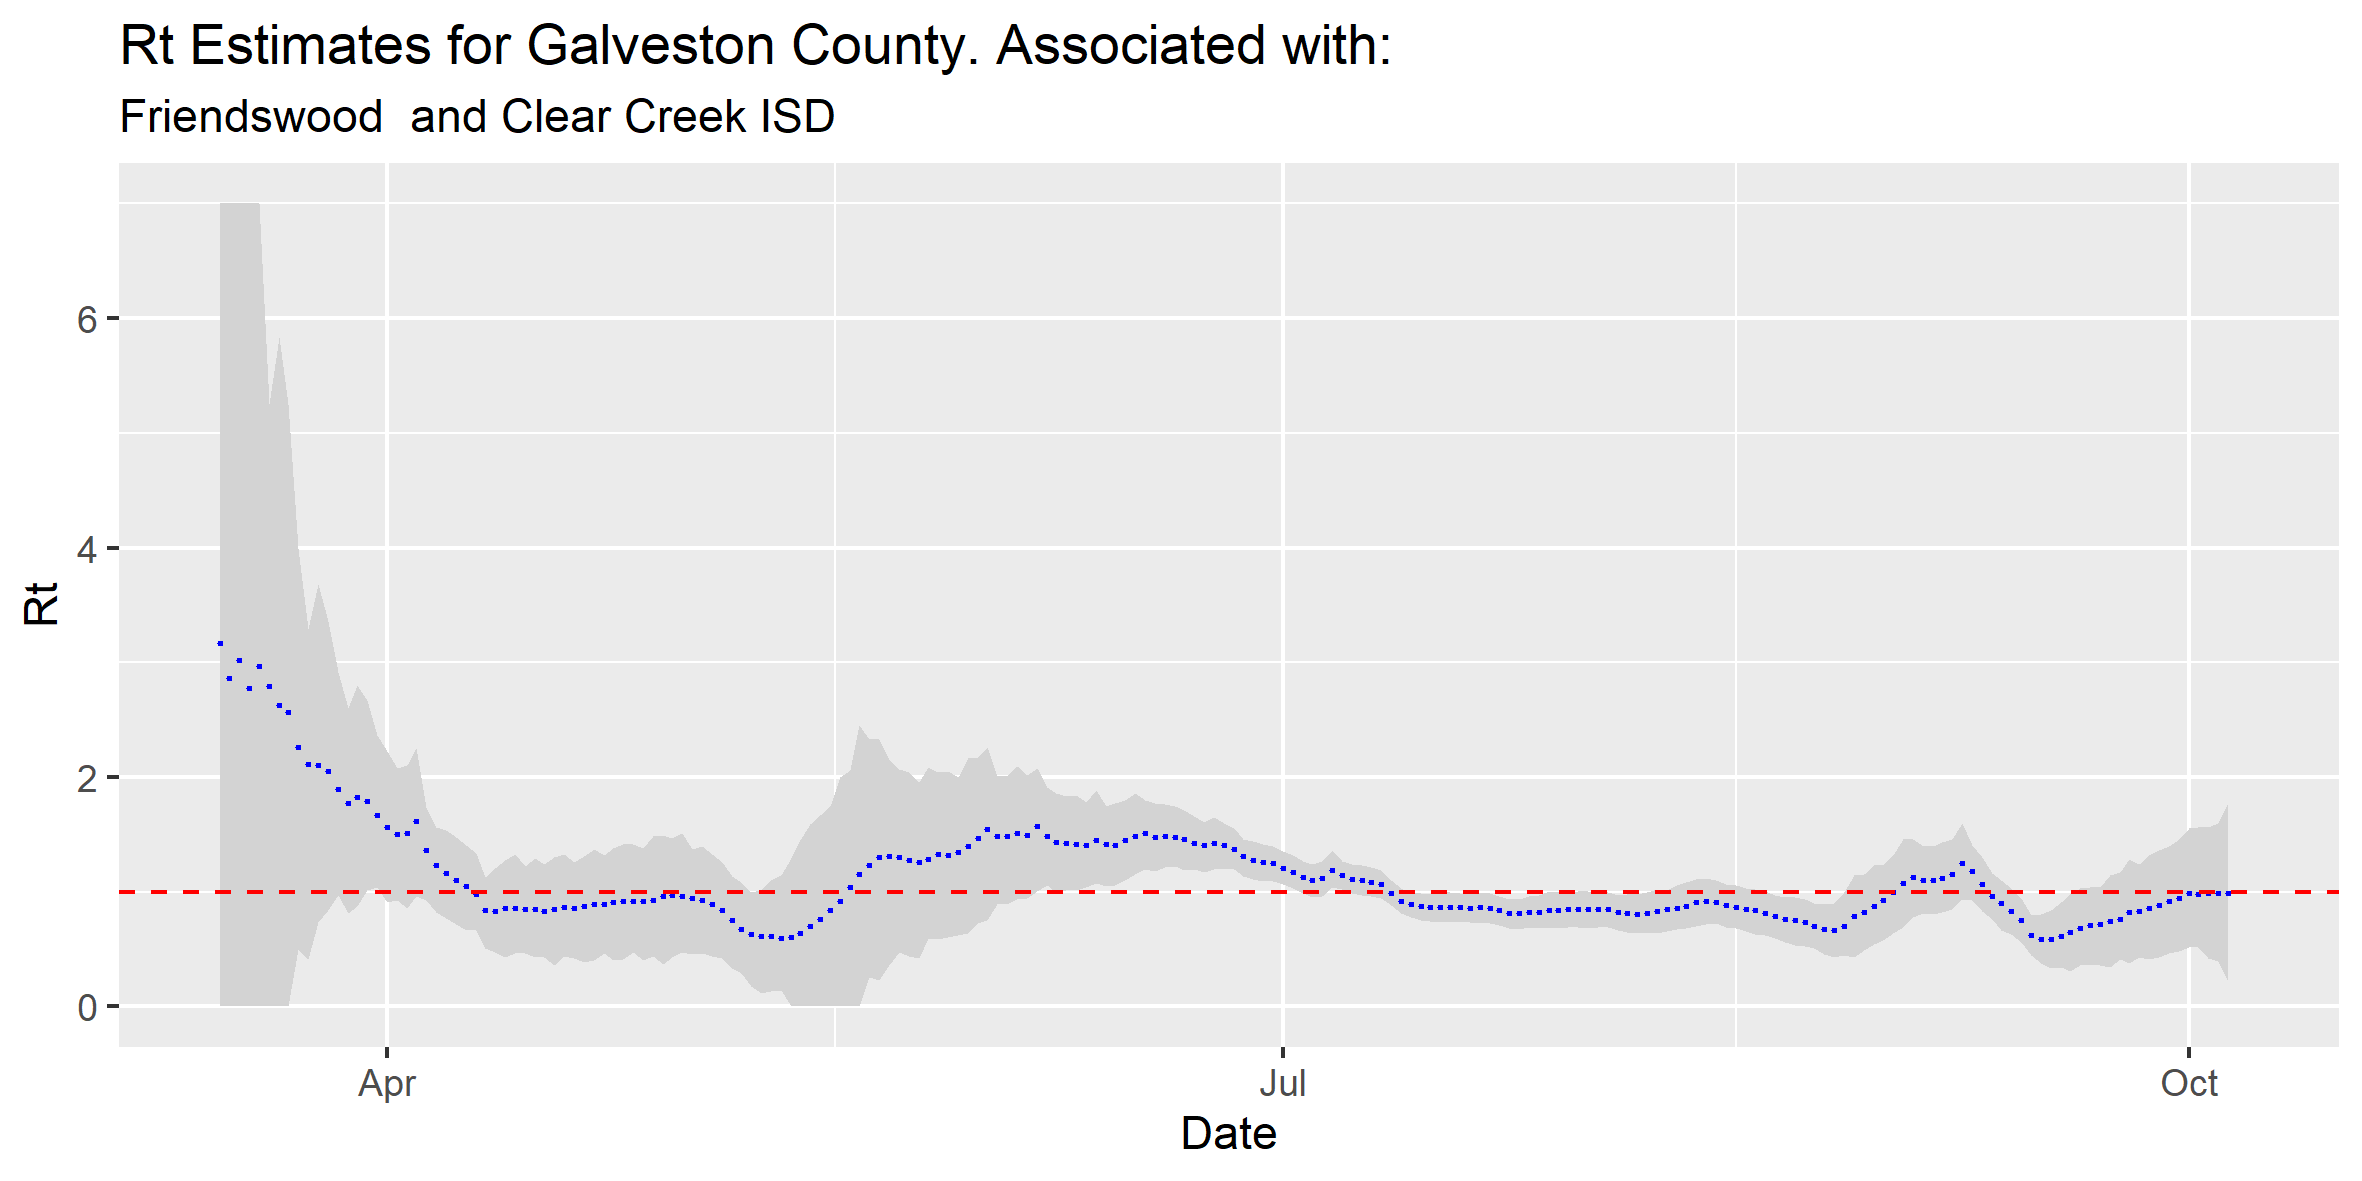 Rt Estimates for Galveston County. Associated with:
Friendswood  and Clear Creek ISD
6
4
2
0
Rt
Apr
Jul
Oct
Date